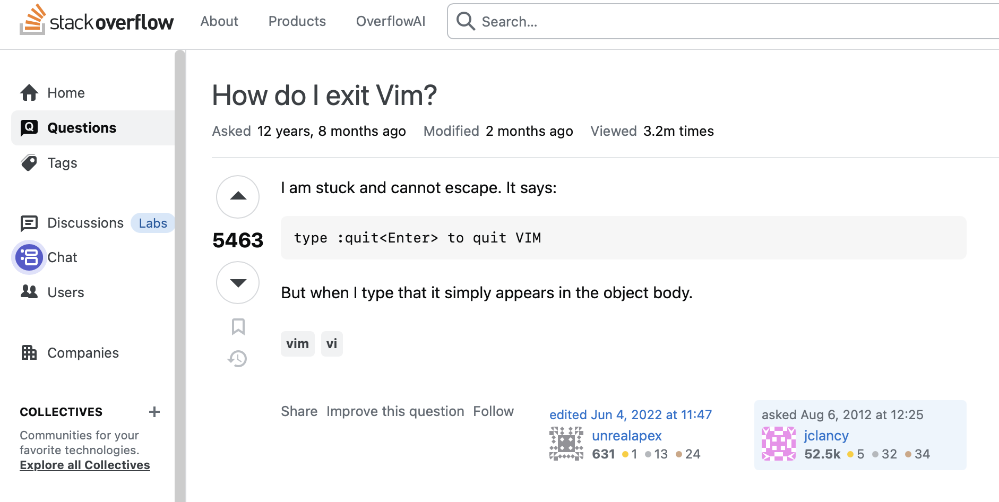 stackoverflow About Products OverflowAI Search...
Home
Questions
Tags
Discussions Labs
Chat
Users
Companies
COLLECTIVES +
Communities for your
favorite technologies.
Explore all Collectives
How do I exit Vim?
Asked 12 years, 8 months ago Modified 2 months ago Viewed 3.2m times
5463
I am stuck and cannot escape. It says:
type :quit<Enter> to quit VIM
But when I type that it simply appears in the object body.
vim vi
Share Improve this question Follow
edited Jun 4, 2022 at 11:47
unrealapex
631 1 13 24
asked Aug 6, 2012 at 12:25
jclancy
52.5k 5 32 34